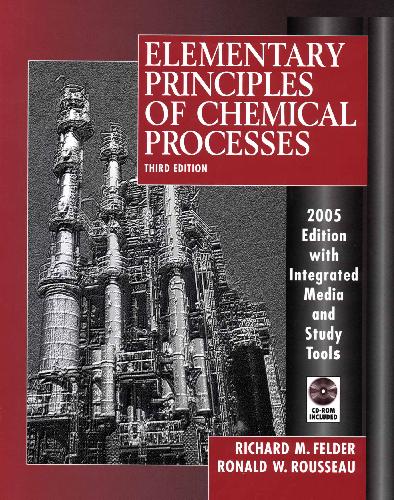 ELEMENTARY
PRINCIPLES
OF CHEMICAL
PROCESSES
THIRD EDITION
2005
Edition
with
Integrated
Media
and
Study
Tools
CD-ROM
INCLUDED
RICHARD M. FELDER
RONALD W. ROUSSEAU